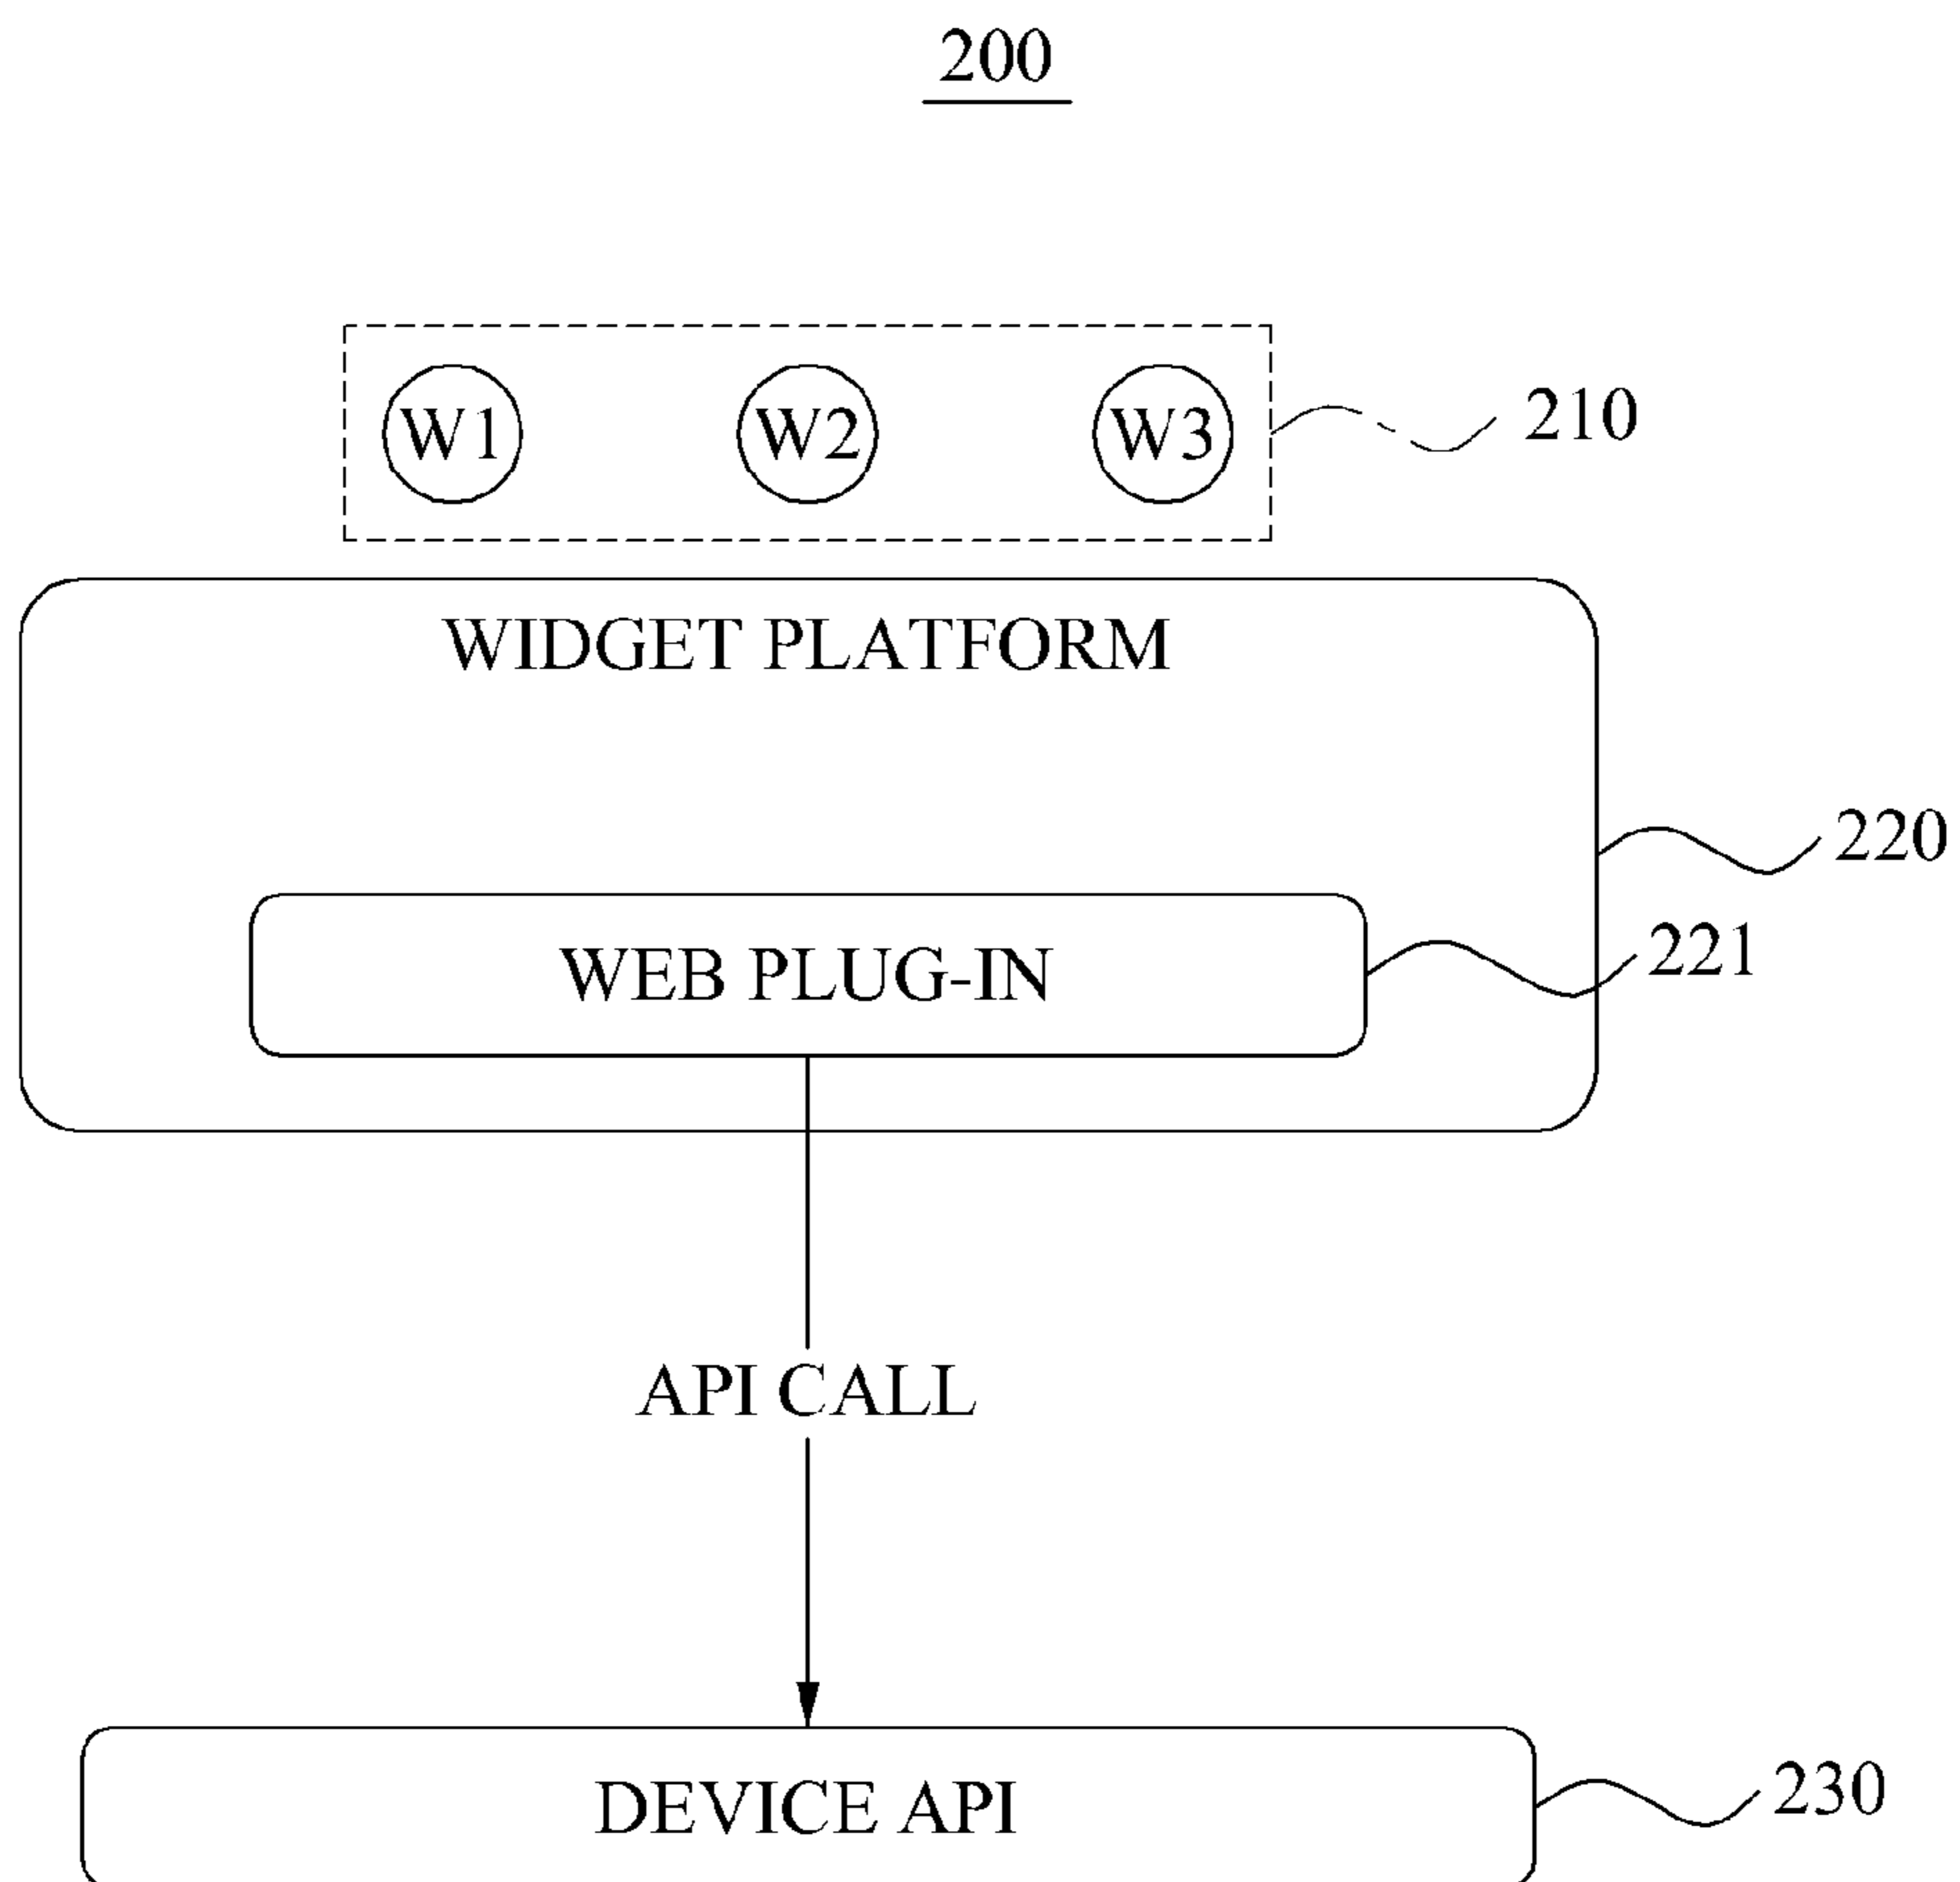 200
W1 W2 W3 210
WIDGET PLATFORM
220
WEB PLUG-IN 221
API CALL
DEVICE API 230